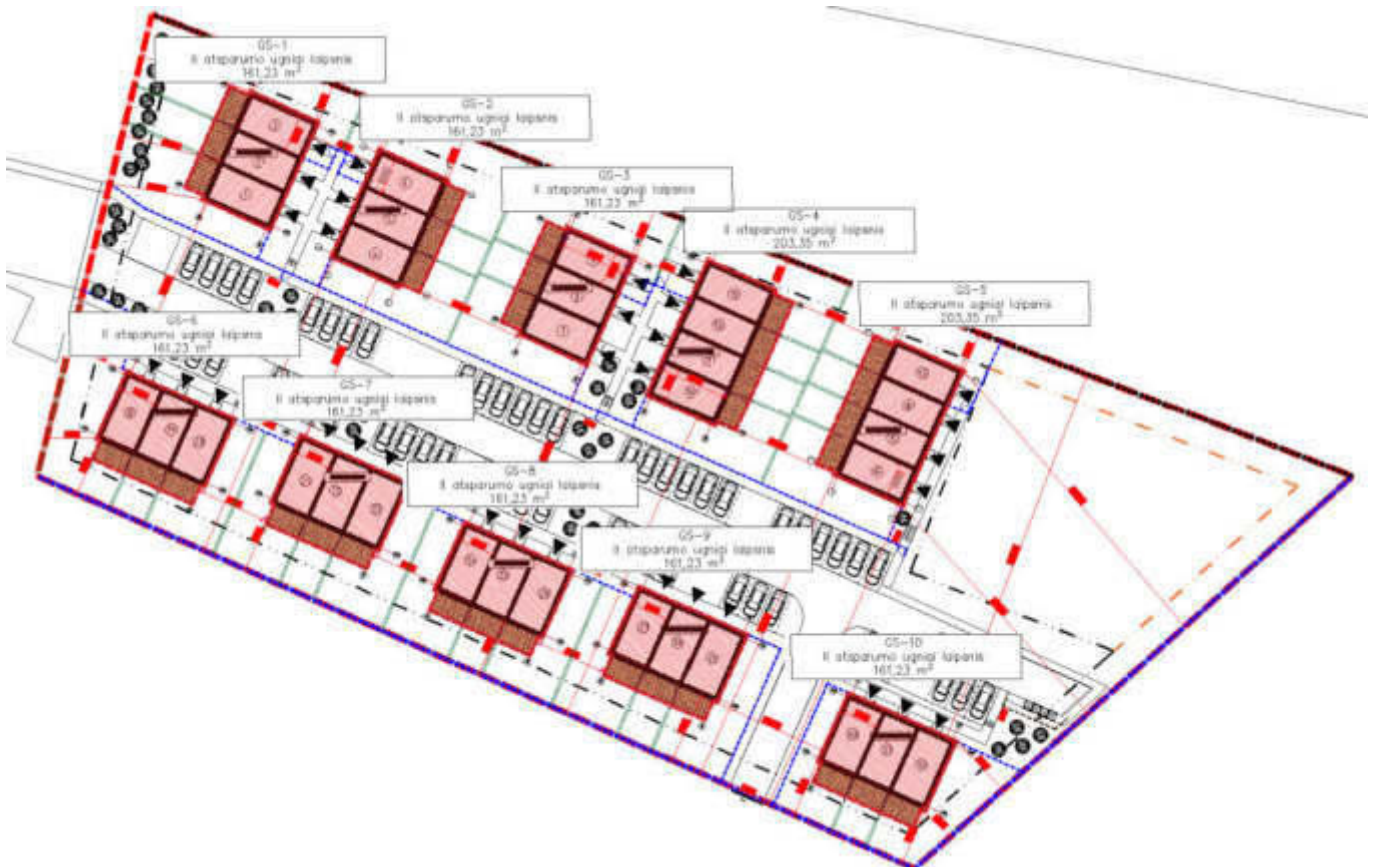 GS-1
II atsparumo ugniai laipsnis
161,23 m²
GS-2
II atsparumo ugniai laipsnis
161,23 m²
GS-3
II atsparumo ugniai laipsnis
161,23 m²
GS-4
II atsparumo ugniai laipsnis
203,35 m²
GS-5
II atsparumo ugniai laipsnis
203,35 m²
GS-6
II atsparumo ugniai laipsnis
161,23 m²
GS-7
II atsparumo ugniai laipsnis
161,23 m²
GS-8
II atsparumo ugniai laipsnis
161,23 m²
GS-9
II atsparumo ugniai laipsnis
161,23 m²
GS-10
II atsparumo ugniai laipsnis
161,23 m²